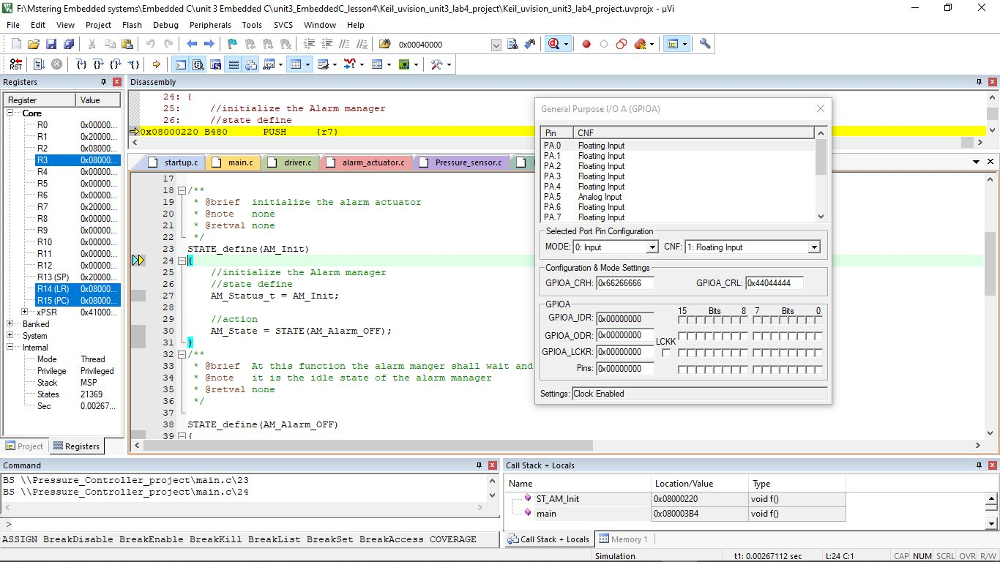 F:\Mstering Embedded systems\Embedded C\unit 3 Embedded C\unit3_EmbeddedC_lesson4\Keil_uvision_unit3_lab4_project\Keil_uvision_unit3_lab4_project.uvprojx - µVi
File Edit View Project Flash Debug Peripherals Tools SVCS Window Help
0x00040000
RST
Registers
Register Value
Core
R0 0x00000...
R1 0x20000...
R2 0x08000...
R3 0x08000...
R4 0x00000...
R5 0x00000...
R6 0x00000...
R7 0x20000...
R8 0x00000...
R9 0x00000...
R10 0x00000...
R11 0x00000...
R12 0x00000...
R13 (SP) 0x20000...
R14 (LR) 0x08000...
R15 (PC) 0x08000...
xPSR 0x41000...
Banked
System
Internal
Mode Thread
Privilege Privileged
Stack MSP
States 21369
Sec 0.00267...
Project Registers
Disassembly
24: {
25: //initialize the Alarm manager
26: //state define
0x08000220 B480 PUSH {r7}
startup.c main.c driver.c alarm_actuator.c Pressure_sensor.c
17
18 /**
19 * @brief initialize the alarm actuator
20 * @note none
21 * @retval none
22 */
23 STATE_define(AM_Init)
24 {
25 //initialize the Alarm manager
26 //state define
27 AM_Status_t = AM_Init;
28
29 //action
30 AM_State = STATE(AM_Alarm_OFF);
31 }
32 /**
33 * @brief At this function the alarm manger shall wait and
34 * @note it is the idle state of the alarm manager
35 * @retval none
36 */
37
38 STATE_define(AM_Alarm_OFF)
39 {
General Purpose I/O A (GPIOA)
Pin CNF
PA.0 Floating Input
PA.1 Floating Input
PA.2 Floating Input
PA.3 Floating Input
PA.4 Floating Input
PA.5 Analog Input
PA.6 Floating Input
PA.7 Floating Input
Selected Port Pin Configuration
MODE: 0: Input CNF: 1: Floating Input
Configuration & Mode Settings
GPIOA_CRH: 0x66266666 GPIOA_CRL: 0x44044444
GPIOA
15 Bits 8 7 Bits 0
GPIOA_IDR: 0x00000000
GPIOA_ODR: 0x00000000
LCKK
GPIOA_LCKR: 0x00000000
Pins: 0x00000000
Settings: Clock Enabled
Command
BS \\Pressure_Controller_project\main.c\23
BS \\Pressure_Controller_project\main.c\24
>
ASSIGN BreakDisable BreakEnable BreakKill BreakList BreakSet BreakAccess COVERAGE
Call Stack + Locals
Name Location/Value Type
ST_AM_Init 0x08000220 void f()
main 0x080003B4 void f()
Call Stack + Locals Memory 1
Simulation t1: 0.00267112 sec L:24 C:1 CAP NUM SCRL OVR R/W